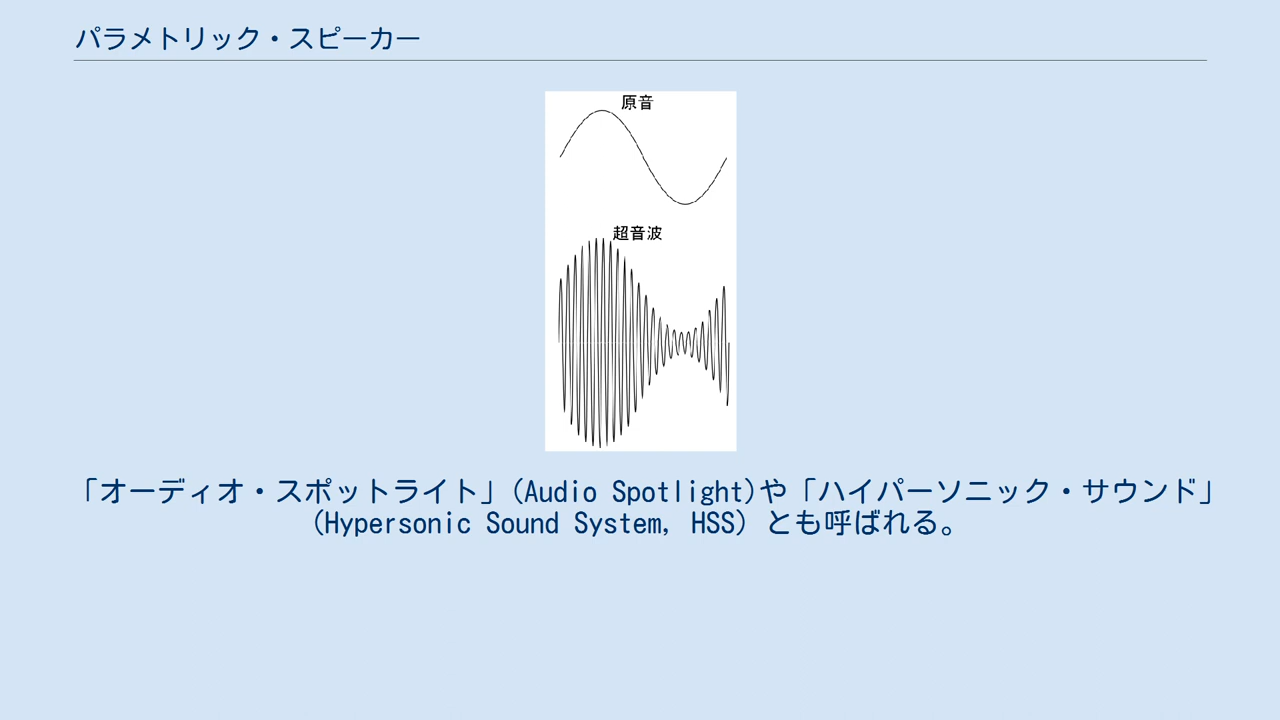 パラメトリック・スピーカー
原音
超音波
「オーディオ・スポットライト」(Audio Spotlight)や「ハイパーソニック・サウンド」
(Hypersonic Sound System, HSS) とも呼ばれる。